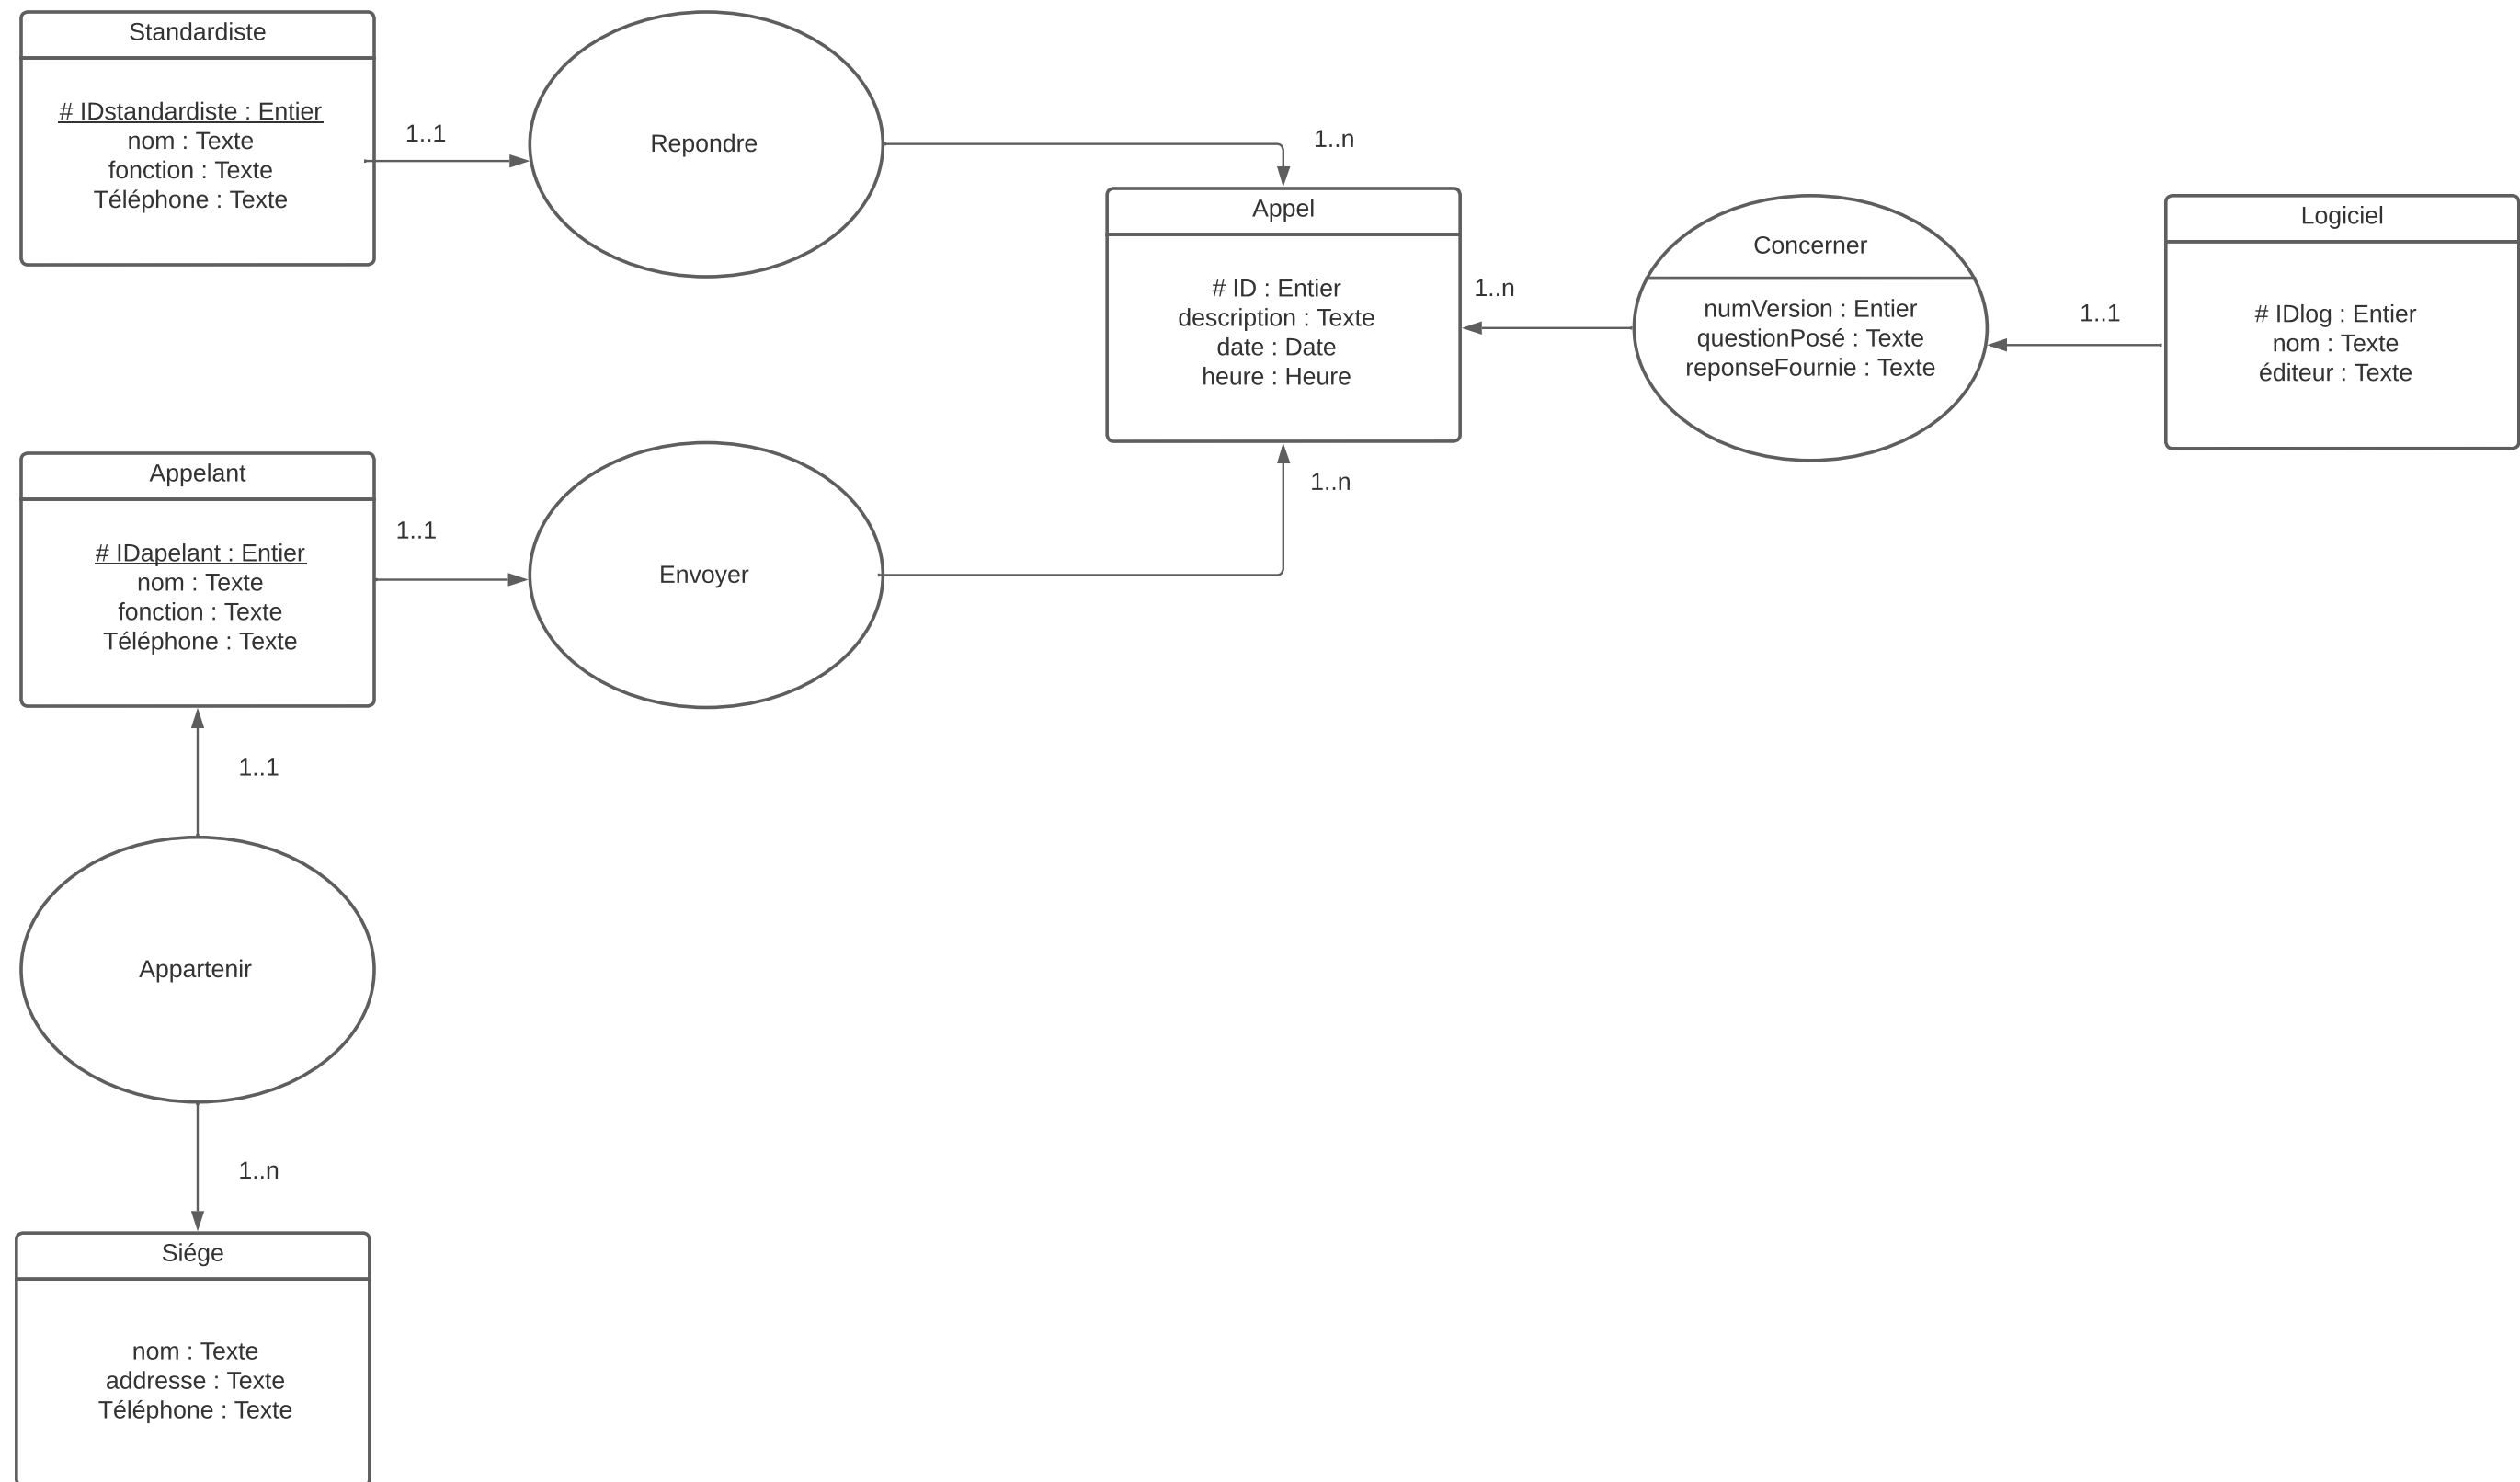 Standardiste
# IDstandardiste : Entier
nom : Texte
fonction : Texte
Téléphone : Texte
1..1
Repondre
1..n
Appel
# ID : Entier
description : Texte
date : Date
heure : Heure
1..n
Concerner
numVersion : Entier
questionPosé : Texte
reponseFournie : Texte
1..1
Logiciel
# IDlog : Entier
nom : Texte
éditeur : Texte
Appelant
# IDapelant : Entier
nom : Texte
fonction : Texte
Téléphone : Texte
1..1
Envoyer
1..n
1..1
Appartenir
1..n
Siége
nom : Texte
addresse : Texte
Téléphone : Texte